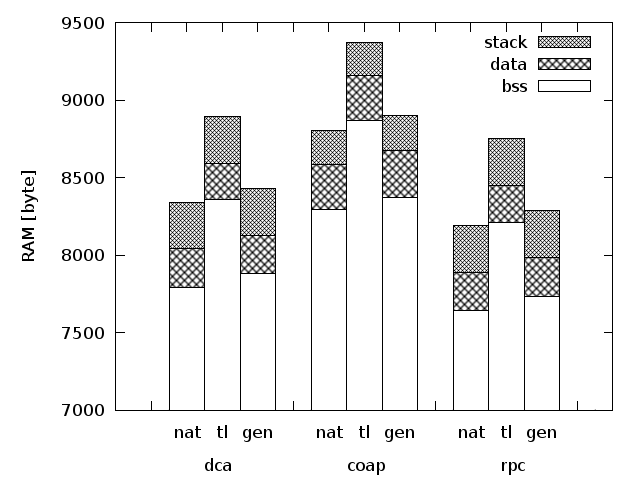 9500
9000
8500
8000
7500
7000
RAM [byte]
stack
data
bss
nat tl gen nat tl gen nat tl gen
dca coap rpc